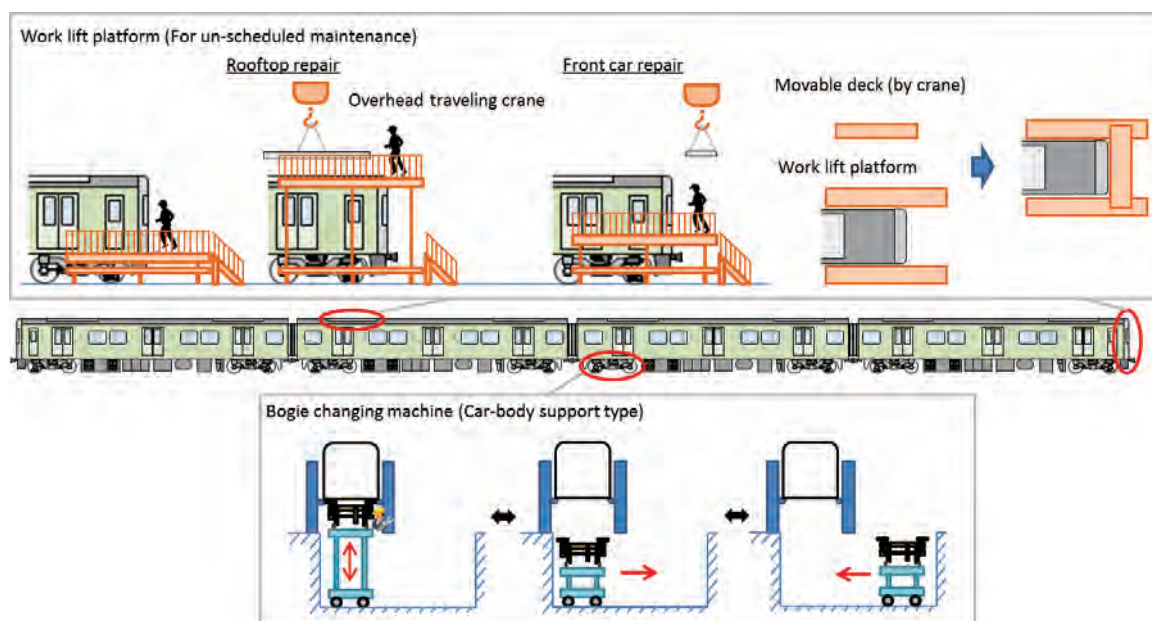 Work lift platform (For un-scheduled maintenance)
Rooftop repair
Front car repair
Overhead traveling crane
Movable deck (by crane)
Work lift platform
Bogie changing machine (Car-body support type)